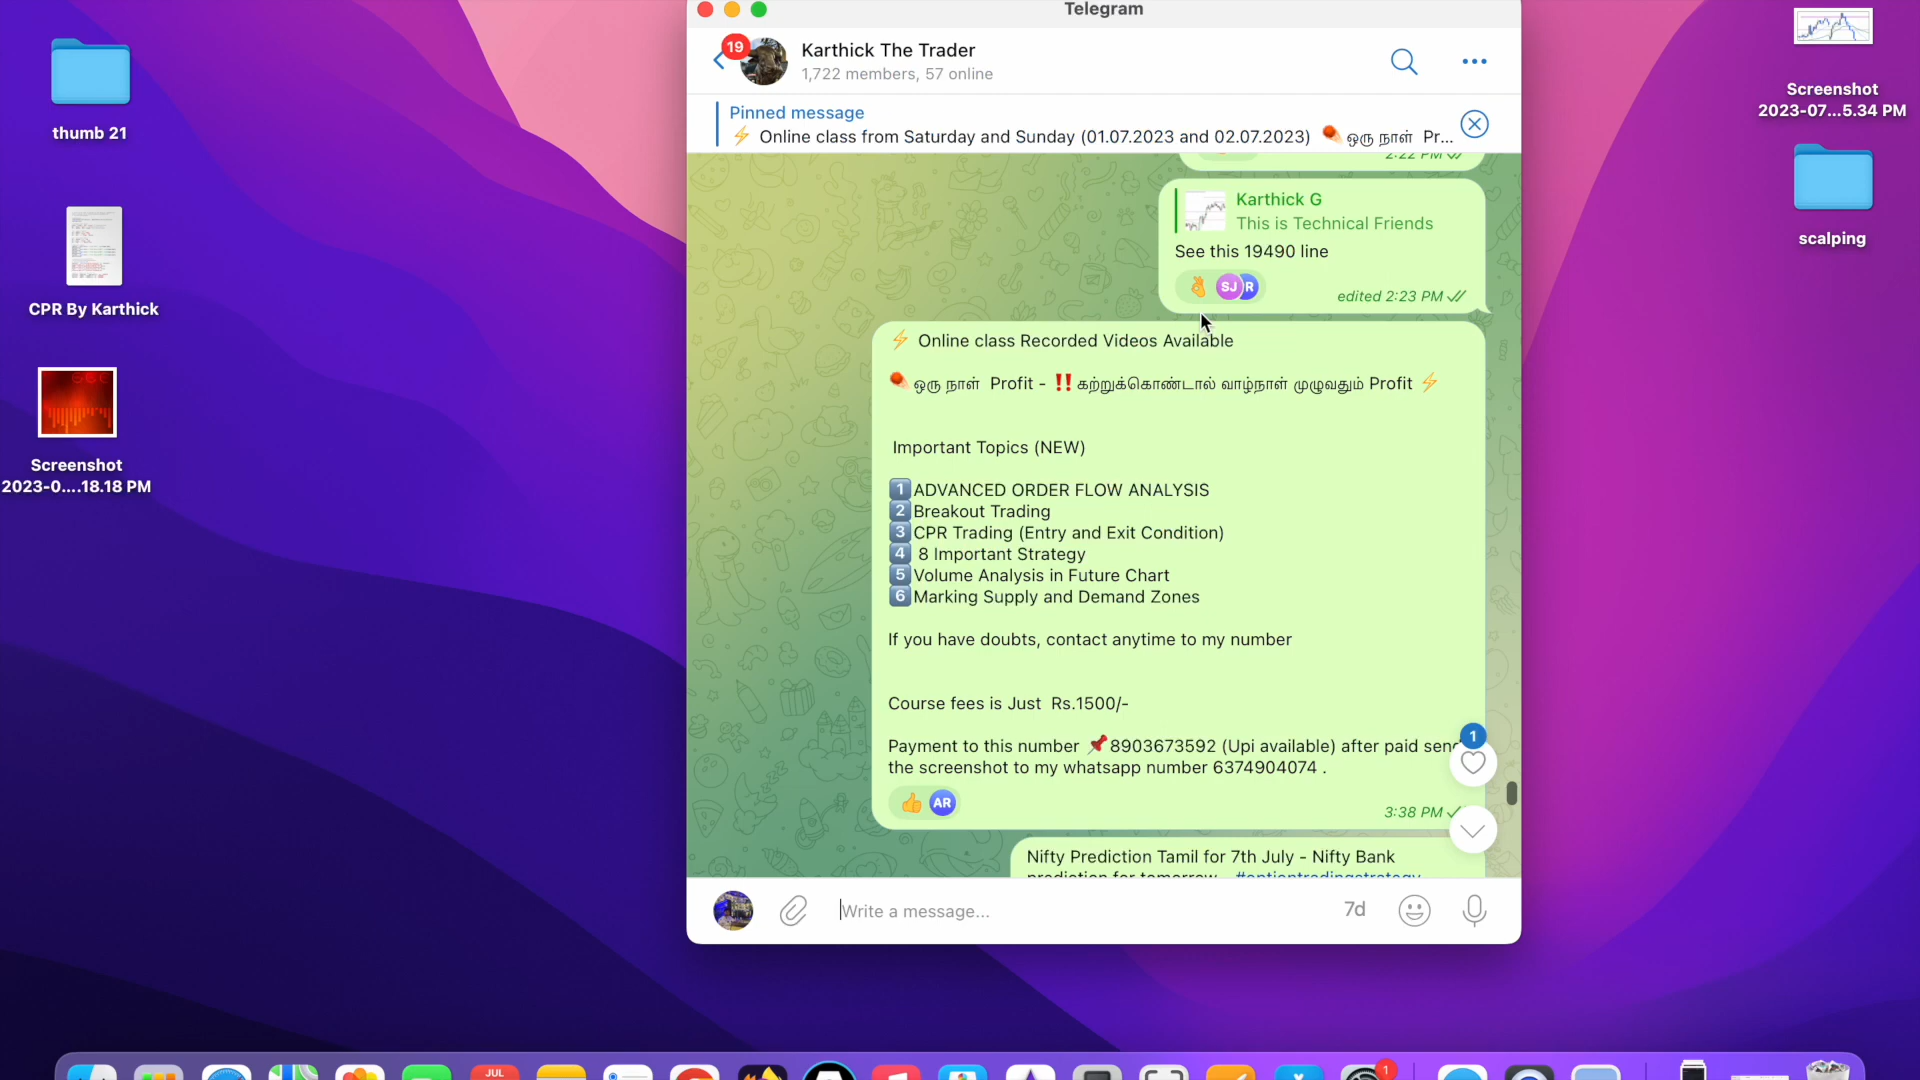 Telegram
19
Karthick The Trader
1,722 members, 57 online
Pinned message
⚡ Online class from Saturday and Sunday (01.07.2023 and 02.07.2023) ☄️ ஒரு நாள் Pr...
2:22 PM
Karthick G
This is Technical Friends
See this 19490 line
SJ R
edited 2:23 PM
⚡ Online class Recorded Videos Available
☄️ ஒரு நாள் Profit - ‼️ கற்றுக்கொண்டால் வாழ்நாள் முழுவதும் Profit ⚡
Important Topics (NEW)
1️⃣ ADVANCED ORDER FLOW ANALYSIS
2️⃣ Breakout Trading
3️⃣ CPR Trading (Entry and Exit Condition)
4️⃣ 8 Important Strategy
5️⃣ Volume Analysis in Future Chart
6️⃣ Marking Supply and Demand Zones
If you have doubts, contact anytime to my number
Course fees is Just Rs.1500/-
Payment to this number 📌8903673592 (Upi available) after paid send
the screenshot to my whatsapp number 6374904074 .
👍 AR
3:38 PM
1
Nifty Prediction Tamil for 7th July - Nifty Bank
prediction for tomorrow - #optiontradingstrategy
Write a message...
7d
thumb 21
CPR By Karthick
Screenshot
2023-0....18.18 PM
Screenshot
2023-07...5.34 PM
scalping
JUL
1